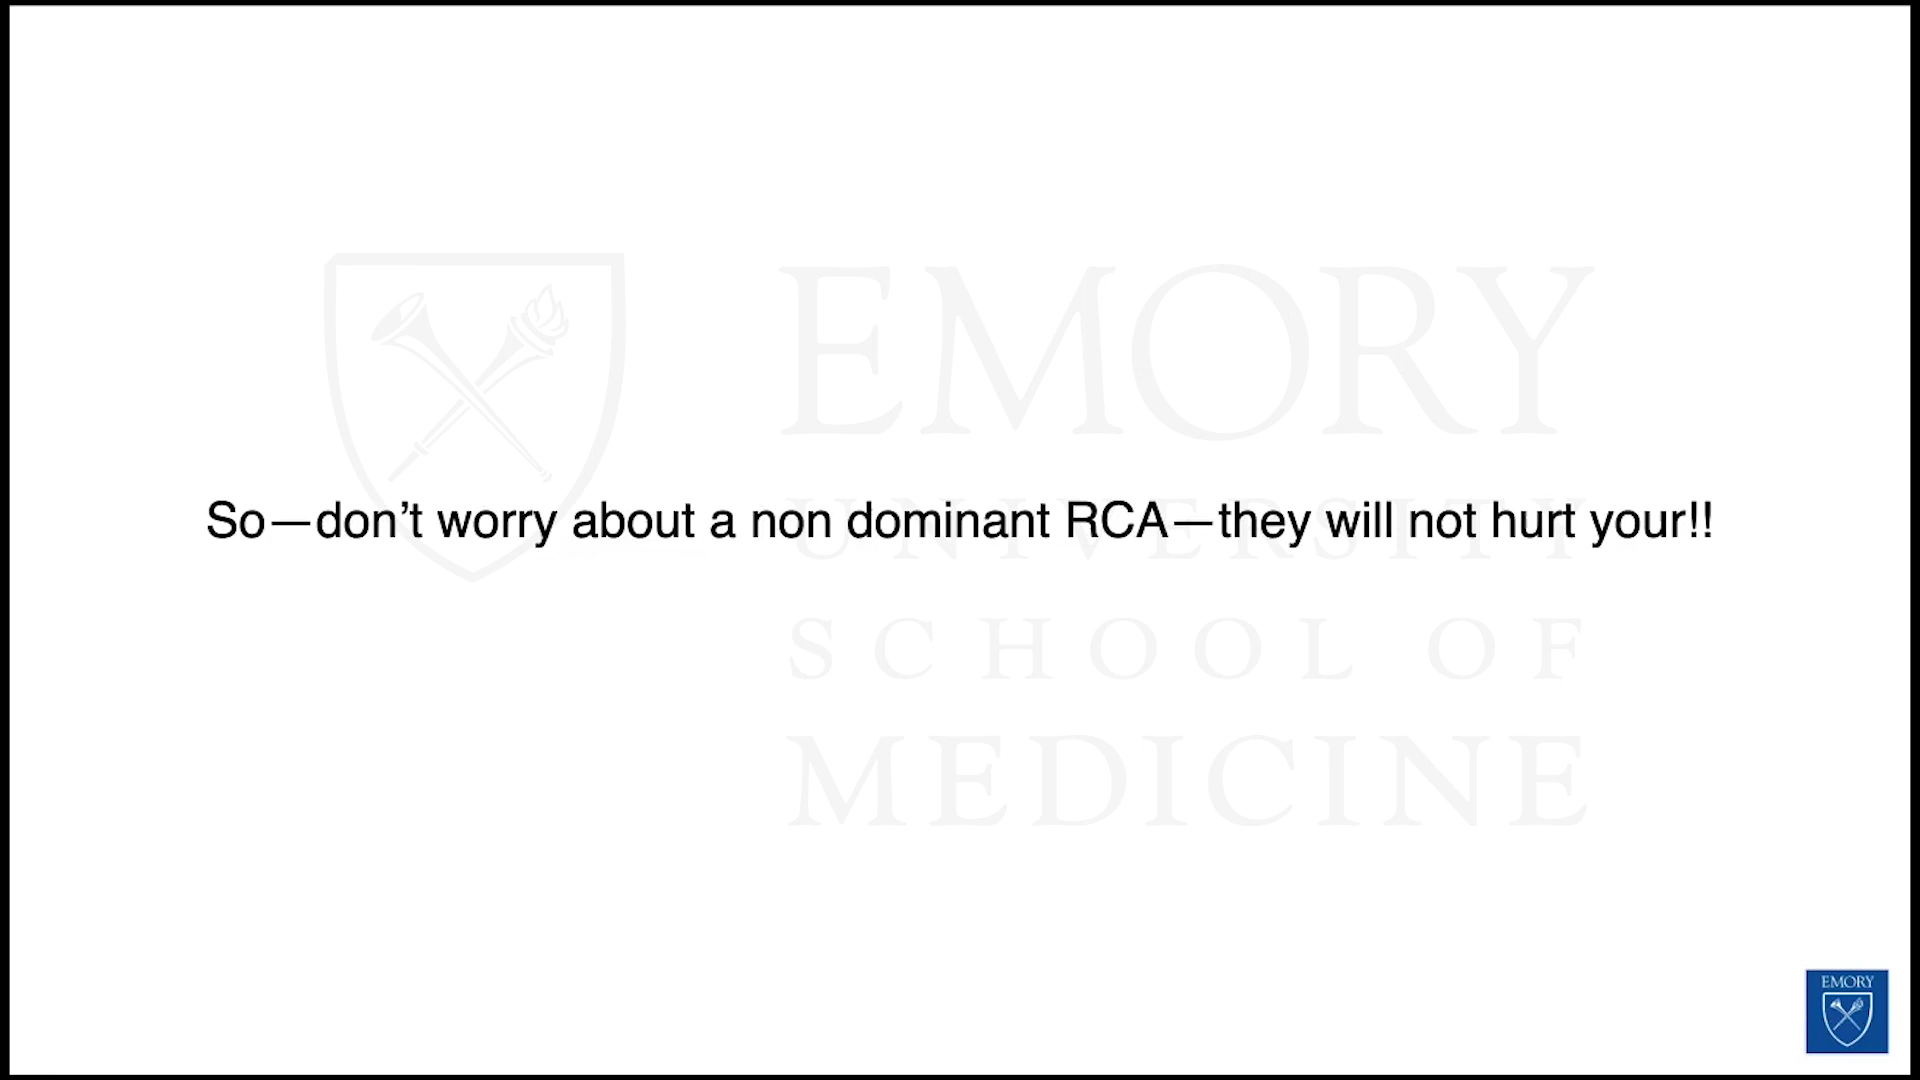 EMORY
So—don’t worry about a non dominant RCA—they will not hurt your!!
UNIVERSITY
SCHOOL OF
MEDICINE
EMORY